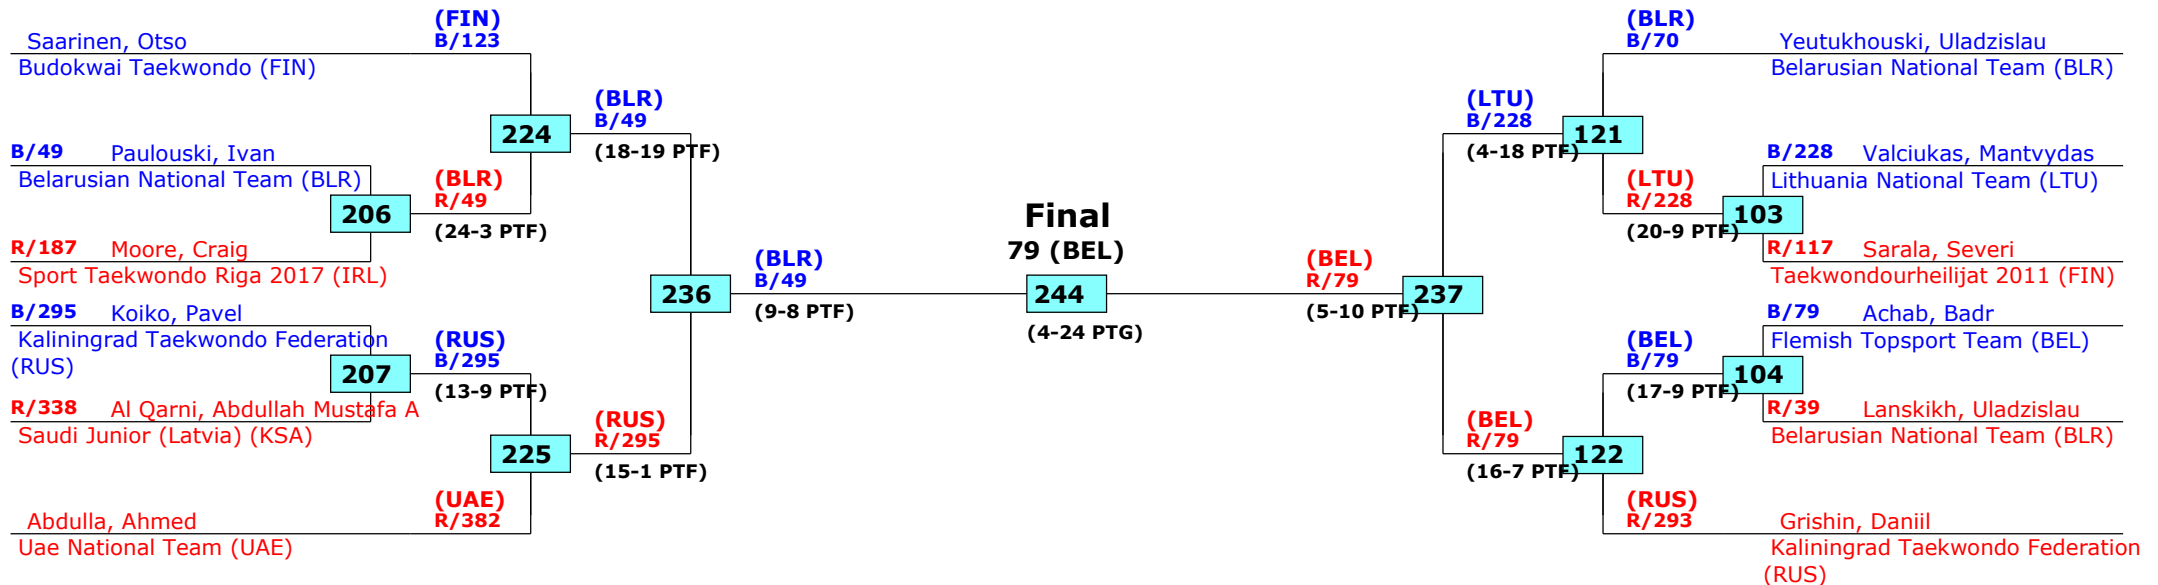 (FIN)
Saarinen, Otso B/123
Budokwai Taekwondo (FIN)
224
(BLR)
B/49
(18-19 PTF)
B/49 Paulouski, Ivan
Belarusian National Team (BLR)
206
(BLR)
R/49
(24-3 PTF)
R/187 Moore, Craig
Sport Taekwondo Riga 2017 (IRL)
236
(BLR)
B/49
(9-8 PTF)
B/295 Koiko, Pavel
Kaliningrad Taekwondo Federation
(RUS)
207
(RUS)
B/295
(13-9 PTF)
R/338 Al Qarni, Abdullah Mustafa A
Saudi Junior (Latvia) (KSA)
225
(RUS)
R/295
(15-1 PTF)
(UAE)
Abdulla, Ahmed R/382
Uae National Team (UAE)
Final
79 (BEL)
244
(4-24 PTG)
(BEL)
R/79
(5-10 PTF)
237
(LTU)
B/228
(4-18 PTF)
121
(BLR)
B/70 Yeutukhouski, Uladzislau
Belarusian National Team (BLR)
(LTU)
R/228
(20-9 PTF)
103
B/228 Valciukas, Mantvydas
Lithuania National Team (LTU)
R/117 Sarala, Severi
Taekwondourheilijat 2011 (FIN)
(BEL)
R/79
(16-7 PTF)
122
(BEL)
B/79
(17-9 PTF)
104
B/79 Achab, Badr
Flemish Topsport Team (BEL)
R/39 Lanskikh, Uladzislau
Belarusian National Team (BLR)
(RUS)
R/293 Grishin, Daniil
Kaliningrad Taekwondo Federation
(RUS)